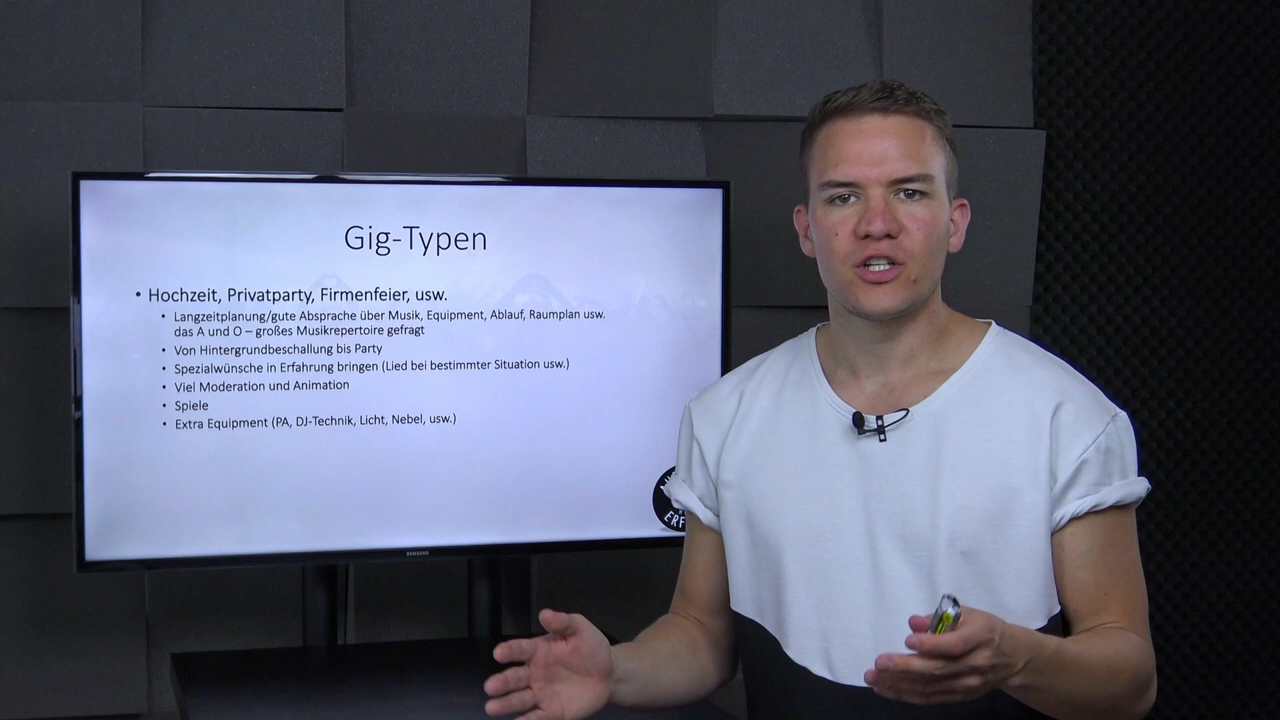 Gig-Typen
• Hochzeit, Privatparty, Firmenfeier, usw.
• Langzeitplanung/gute Absprache über Musik, Equipment, Ablauf, Raumplan usw.
das A und O – großes Musikrepertoire gefragt
• Von Hintergrundbeschallung bis Party
• Spezialwünsche in Erfahrung bringen (Lied bei bestimmter Situation usw.)
• Viel Moderation und Animation
• Spiele
• Extra Equipment (PA, DJ-Technik, Licht, Nebel, usw.)
SAMSUNG